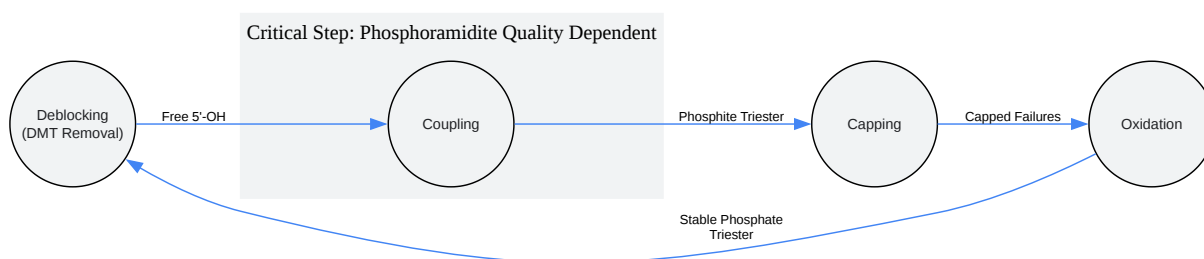 Critical Step: Phosphoramidite Quality Dependent
Deblocking
(DMT Removal)
Free 5'-OH
Coupling
Phosphite Triester
Capping
Capped Failures
Oxidation
Stable Phosphate
Triester